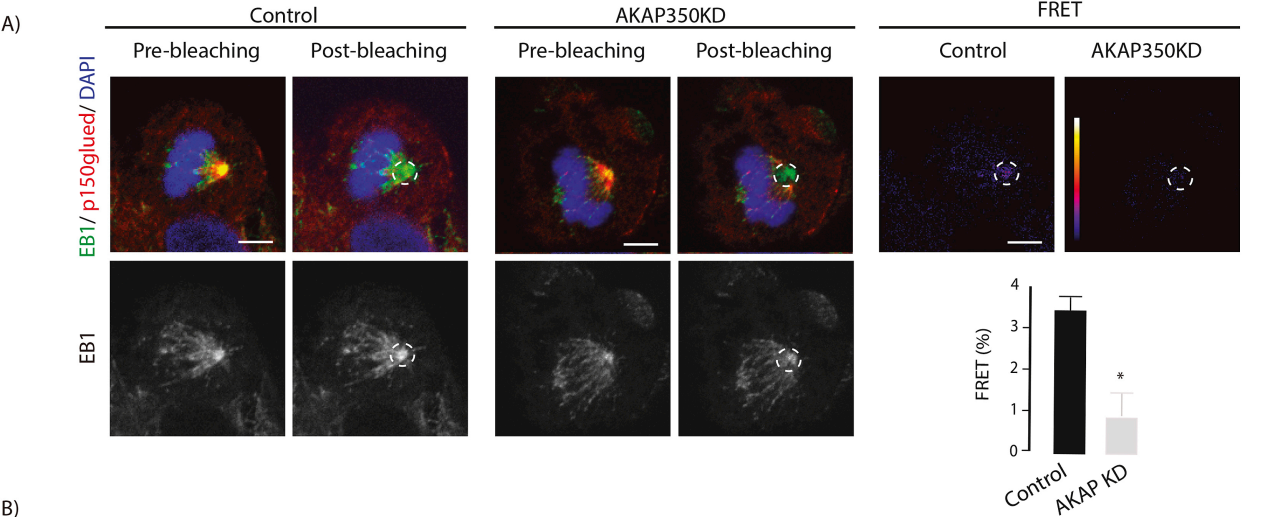 A)
Control
AKAP350KD
FRET
Pre-bleaching
Post-bleaching
Pre-bleaching
Post-bleaching
Control
AKAP350KD
EB1/ p150glued/ DAPI
EB1
FRET (%)
4
3
2
1
0
*
Control
AKAP KD
B)